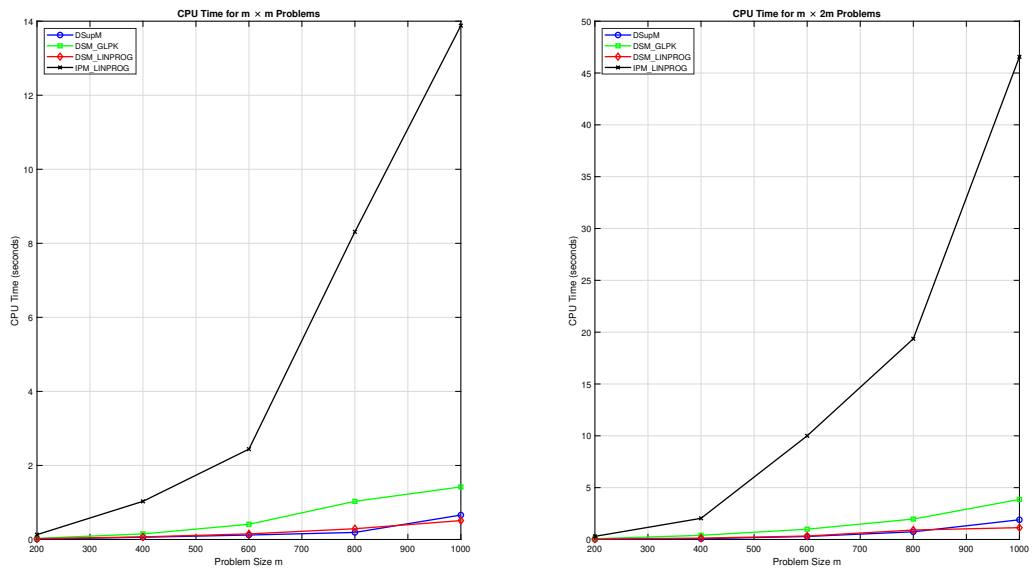 CPU Time for m × m Problems
DSupM
DSM_GLPK
DSM_LINPROG
IPM_LINPROG
CPU Time (seconds)
14
12
10
8
6
4
2
0
200
300
400
500
600
700
800
900
1000
Problem Size m
CPU Time for m × 2m Problems
DSupM
DSM_GLPK
DSM_LINPROG
IPM_LINPROG
CPU Time (seconds)
50
45
40
35
30
25
20
15
10
5
0
200
300
400
500
600
700
800
900
1000
Problem Size m